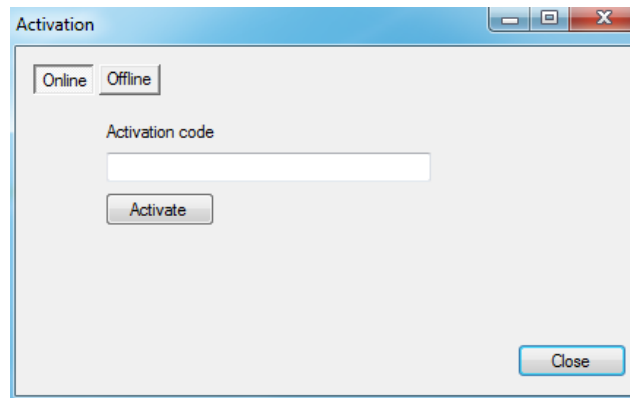 Activation
Online Offline
Activation code
Activate
Close